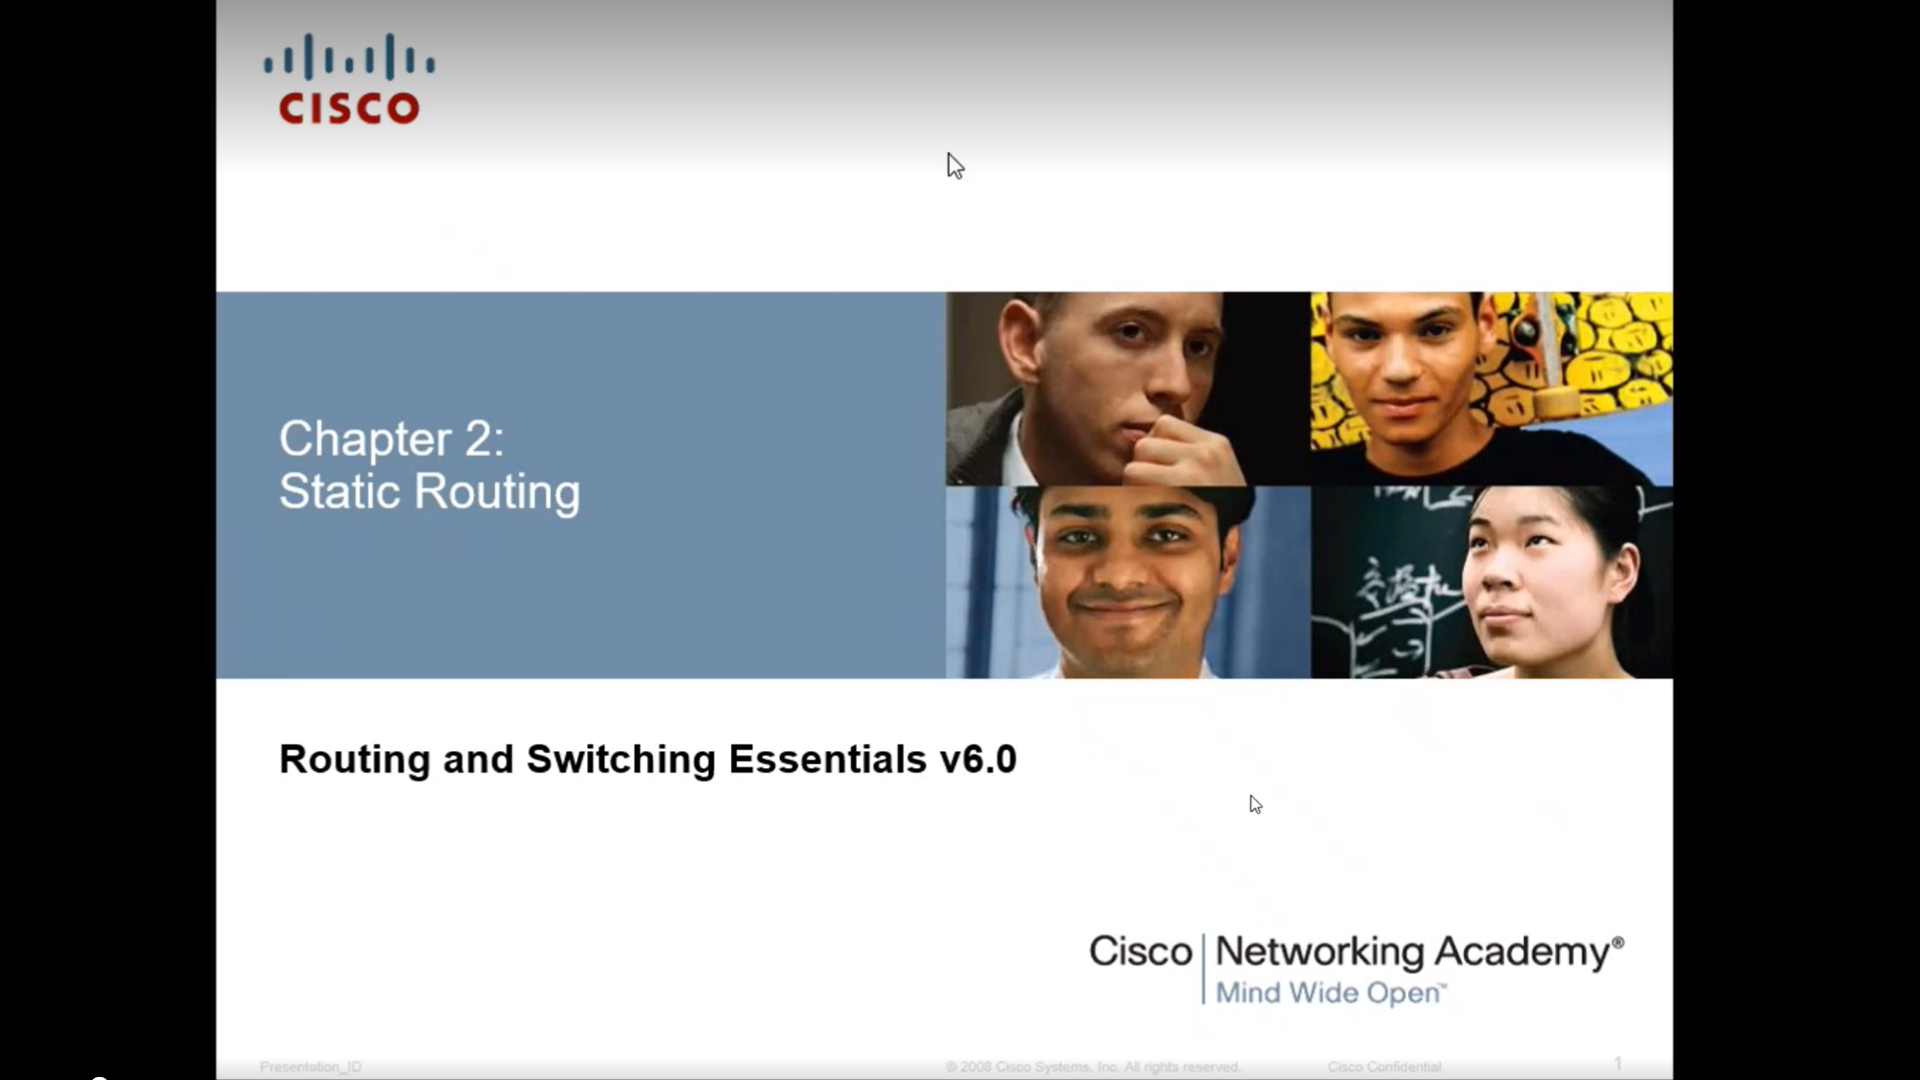 CISCO
Chapter 2:
Static Routing
Routing and Switching Essentials v6.0
Cisco Networking Academy®
Mind Wide Open™
Presentation_ID
© 2008 Cisco Systems, Inc. All rights reserved.
Cisco Confidential
1